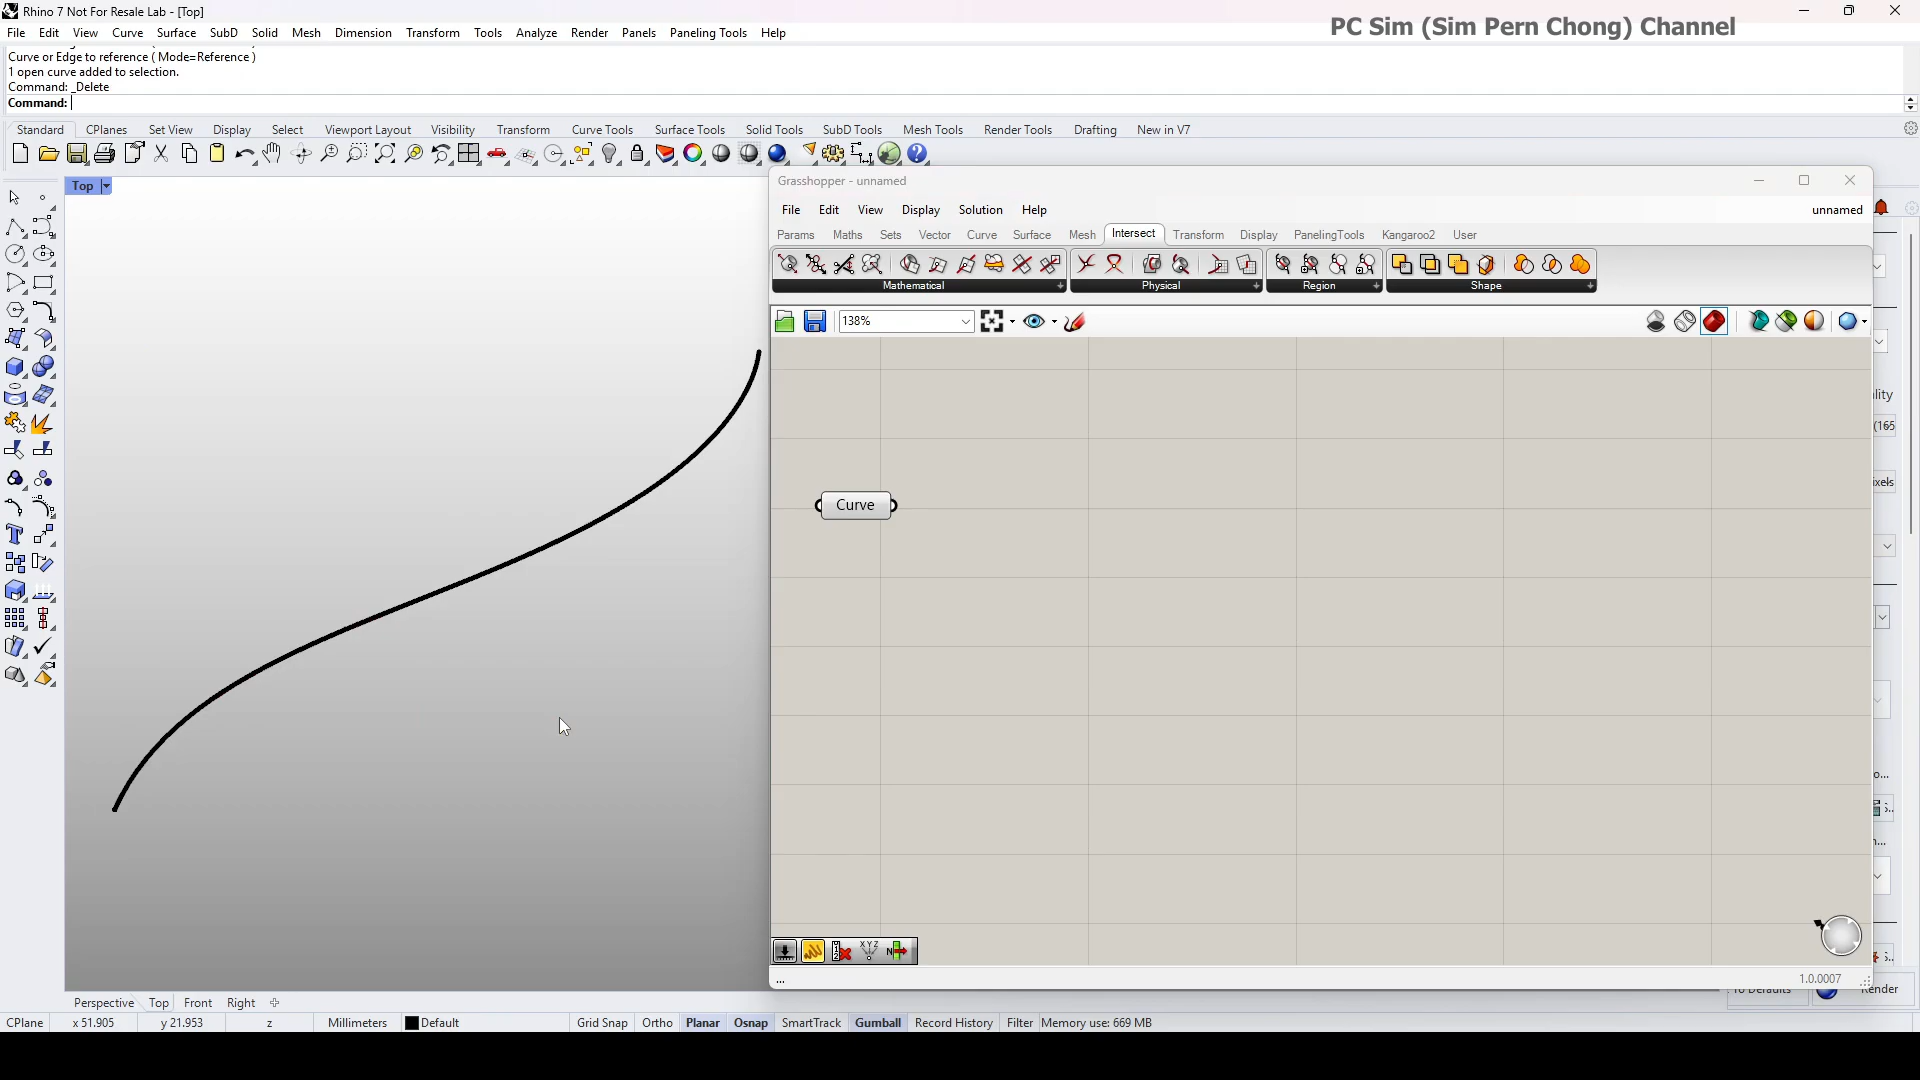 Rhino 7 Not For Resale Lab - [Top]
PC Sim (Sim Pern Chong) Channel
File Edit View Curve Surface SubD Solid Mesh Dimension Transform Tools Analyze Render Panels Paneling Tools Help
Curve or Edge to reference ( Mode=Reference )
1 open curve added to selection.
Command: _Delete
Command:
Standard CPlanes Set View Display Select Viewport Layout Visibility Transform Curve Tools Surface Tools Solid Tools SubD Tools Mesh Tools Render Tools Drafting New in V7
Top
Grasshopper - unnamed
File Edit View Display Solution Help
unnamed
Params Maths Sets Vector Curve Surface Mesh Intersect Transform Display PanelingTools Kangaroo2 User
Mathematical Physical Region Shape
138%
Curve
XYZ
N
1.0.0007
...
Render
Perspective Top Front Right
CPlane x 51.905 y 21.953 z Millimeters Default Grid Snap Ortho Planar Osnap SmartTrack Gumball Record History Filter Memory use: 669 MB